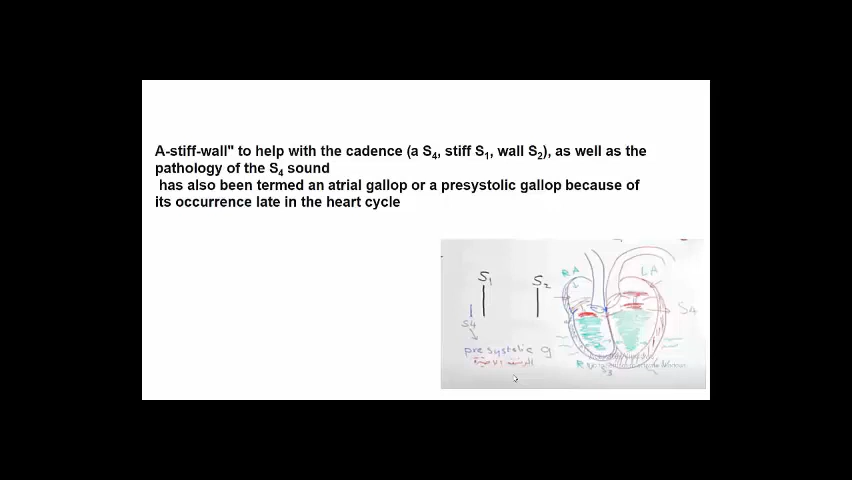 A-stiff-wall" to help with the cadence (a S4, stiff S1, wall S2), as well as the
pathology of the S4 sound
has also been termed an atrial gallop or a presystolic gallop because of
its occurrence late in the heart cycle
S1
S2
RA
LA
S4
S4
presystolic g
R